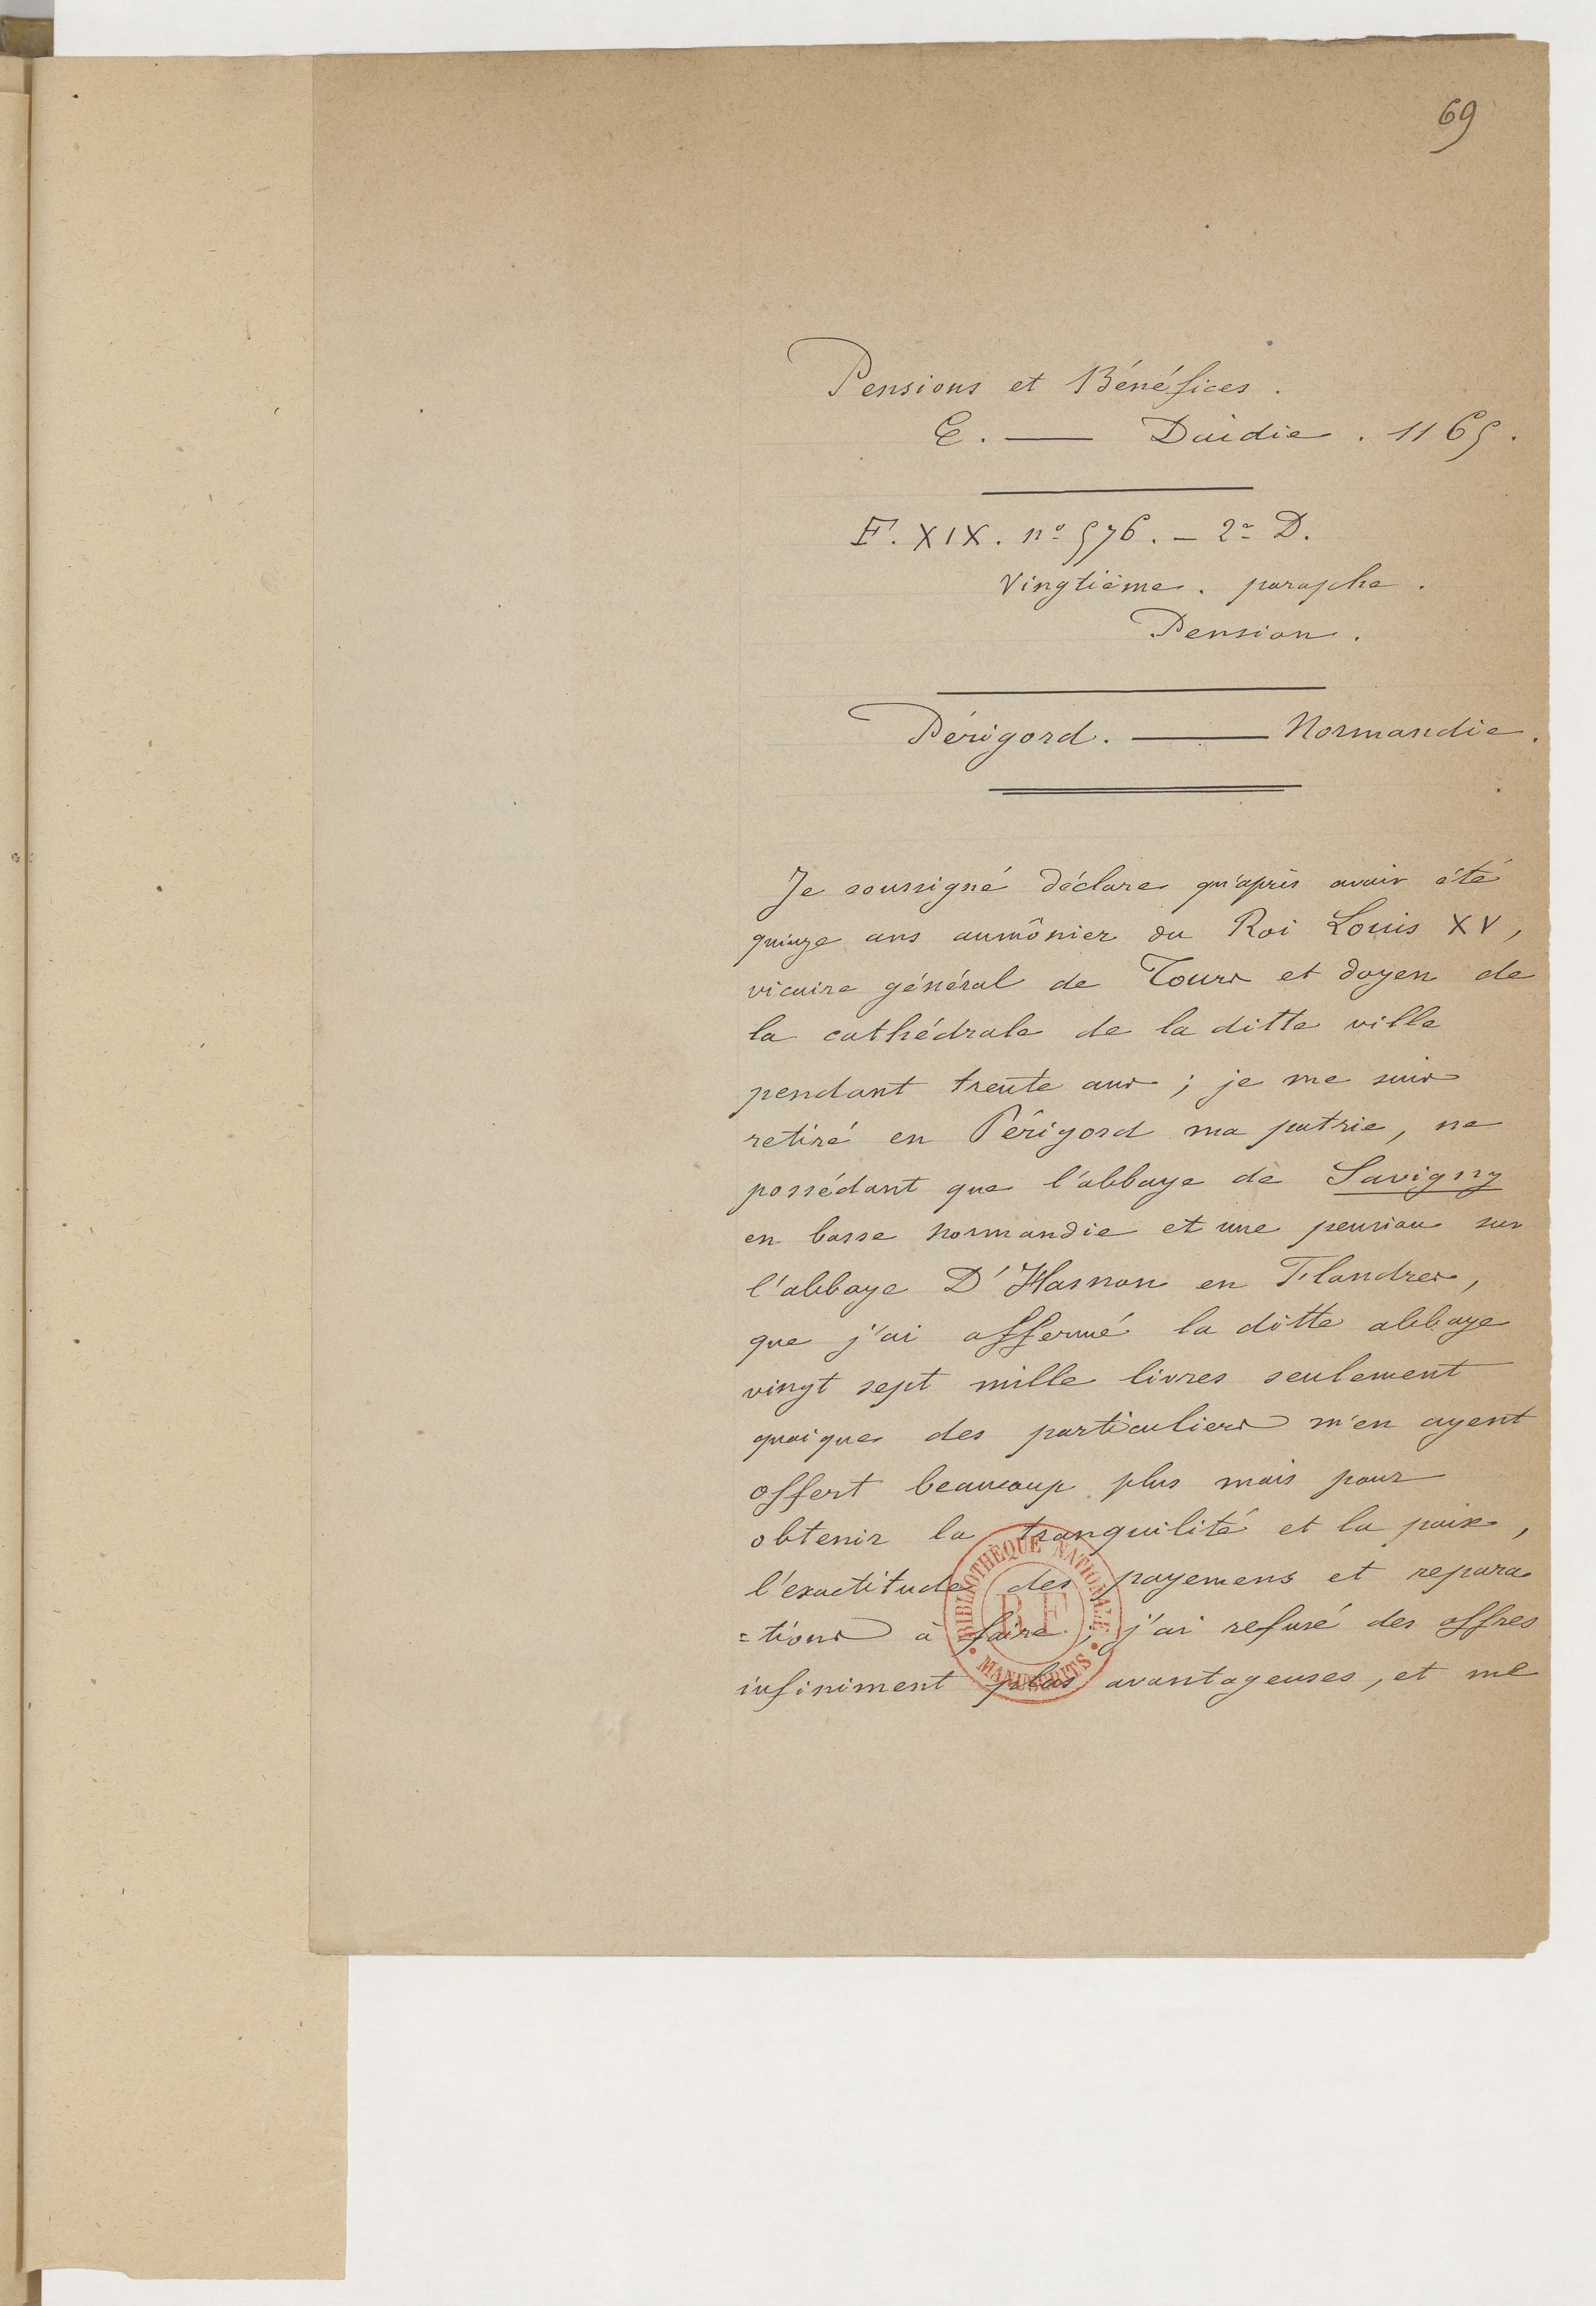 69
Pensions et Bénéfices.
E. — Daidie. 1165.
F. XIX. nº 576. — 2e D.
Vingtième. paraphe.
Pension.
Périgord. — Normandie.
Je soussigné déclare qu'après avoir été
quinze ans aumônier du Roi Louis XV,
vicaire général de Tours et doyen de
la cathédrale de la ditte ville
pendant trente ans ; je me suis
retiré en Périgord ma patrie, ne
possédant que l'abbaye de Savigny
en basse Normandie et une pension sur
l'abbaye D'Hasnon en Flandres,
que j'ai affermé la ditte abbaye
vingt sept mille livres seulement
quoique des particuliers m'en ayent
offert beaucoup plus mais pour
obtenir la tranquilité et la paix,
l'exactitude des payemens et repara
=tions à faire ; j'ai refusé des offres
infiniment plus avantageuses, et me
BIBLIOTHÈQUE NATIONALE
R.F.
MANUSCRITS